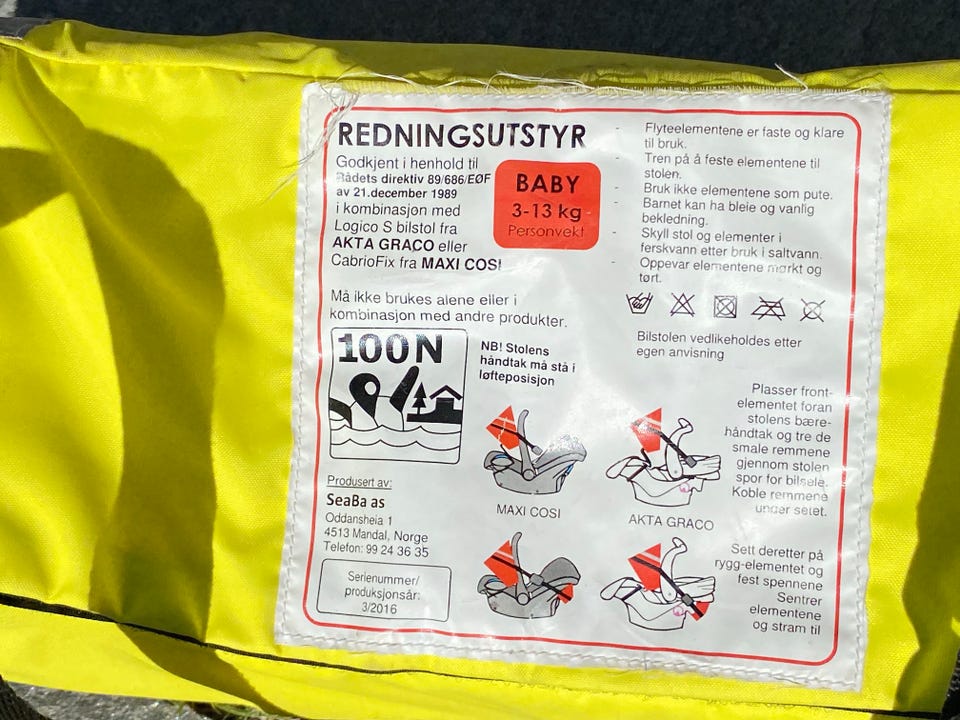 REDNINGSUTSTYR
Godkjent i henhold til
Rådets direktiv 89/686/EØF
av 21.december 1989
i kombinasjon med
Logico S bilstol fra
AKTA GRACO eller
CabrioFix fra MAXI COSI
BABY
3-13 kg
Personvekt
Må ikke brukes alene eller i
kombinasjon med andre produkter.
100N
NB! Stolens
håndtak må stå i
løfteposisjon
Produsert av:
SeaBa as
Oddansheia 1
4513 Mandal, Norge
Telefon: 99 24 36 35
Serienummer/
produksjonsår:
3/2016
- Flyteelementene er faste og klare
til bruk.
- Tren på å feste elementene til
stolen.
- Bruk ikke elementene som pute.
- Barnet kan ha bleie og vanlig
bekledning.
- Skyll stol og elementer i
ferskvann etter bruk i saltvann.
- Oppevar elementene mørkt og
tørt.
Bilstolen vedlikeholdes etter
egen anvisning
MAXI COSI
AKTA GRACO
Plasser front-
elementet foran
stolens bære-
håndtak og tre de
smale remmene
gjennom stolen
spor for bilsele.
Koble remmene
under setet.
Sett deretter på
rygg-elementet og
fest spennene
Sentrer
elementene
og stram til